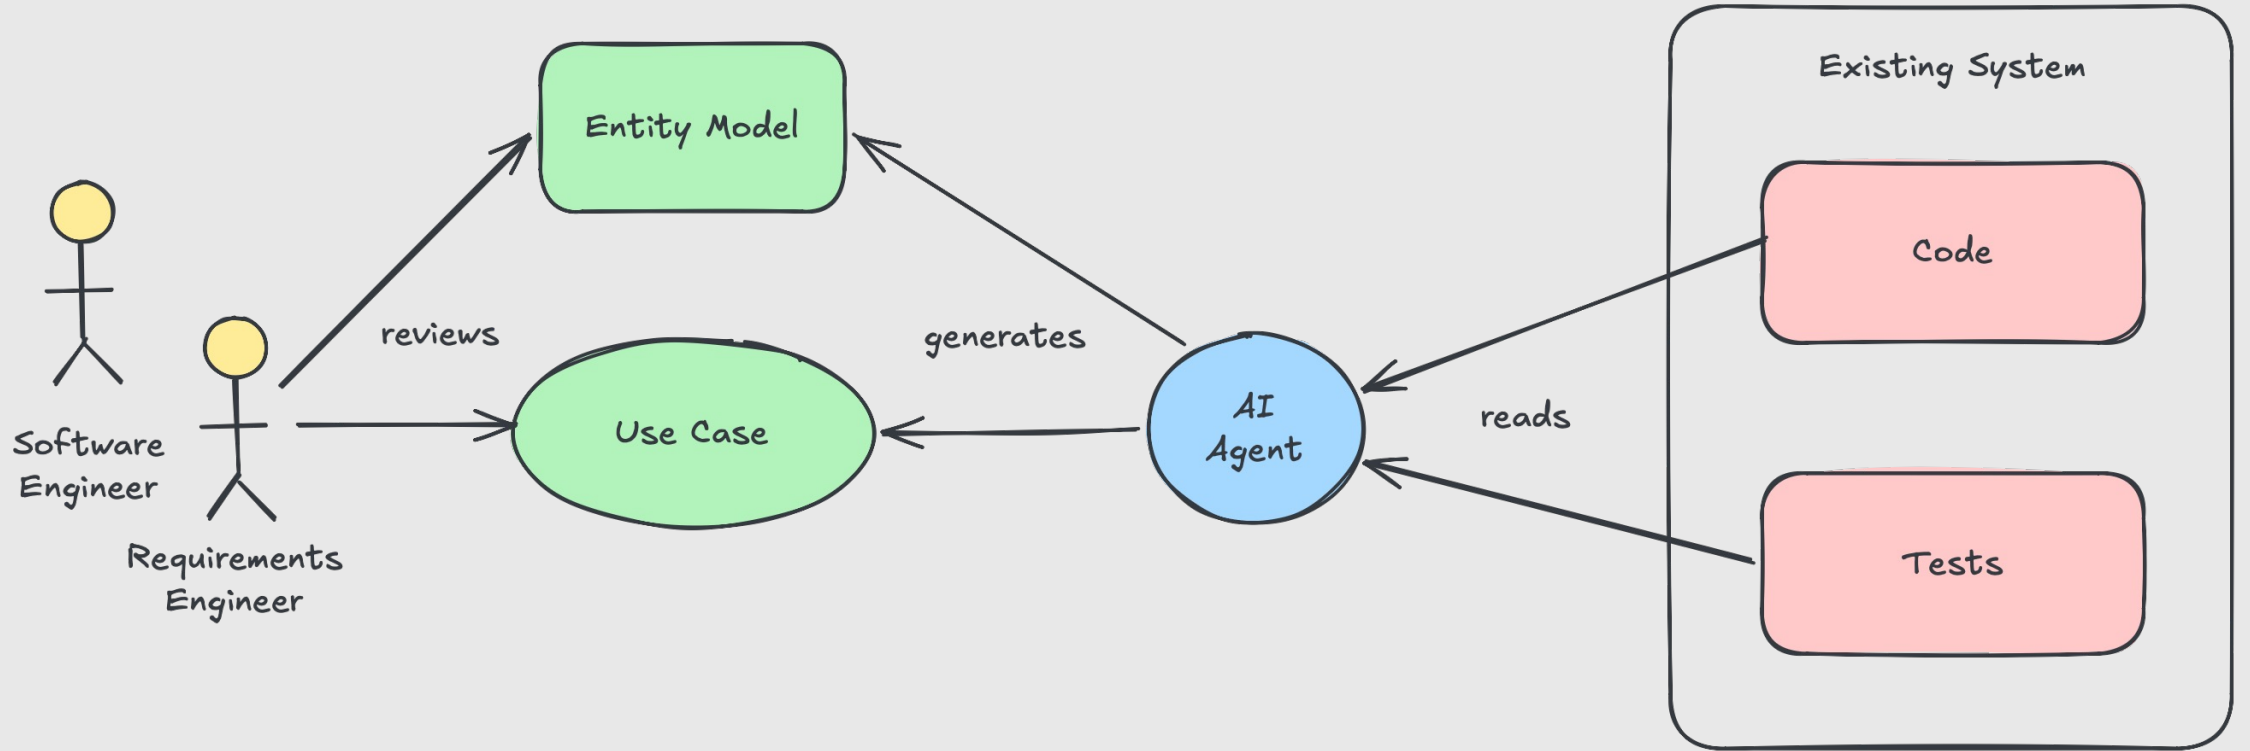 Existing System
Entity Model
Code
reviews
generates
AI
Agent
reads
Use Case
Software
Engineer
Tests
Requirements
Engineer